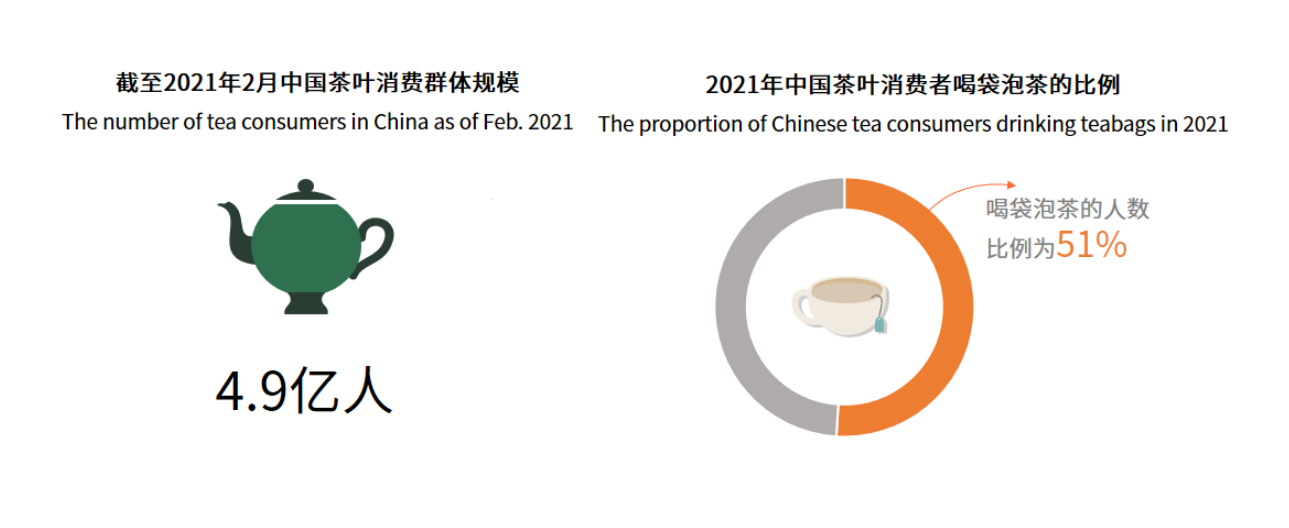 截至2021年2月中国茶叶消费群体规模
The number of tea consumers in China as of Feb. 2021
4.9亿人
2021年中国茶叶消费者喝袋泡茶的比例
The proportion of Chinese tea consumers drinking teabags in 2021
喝袋泡茶的人数
比例为51%